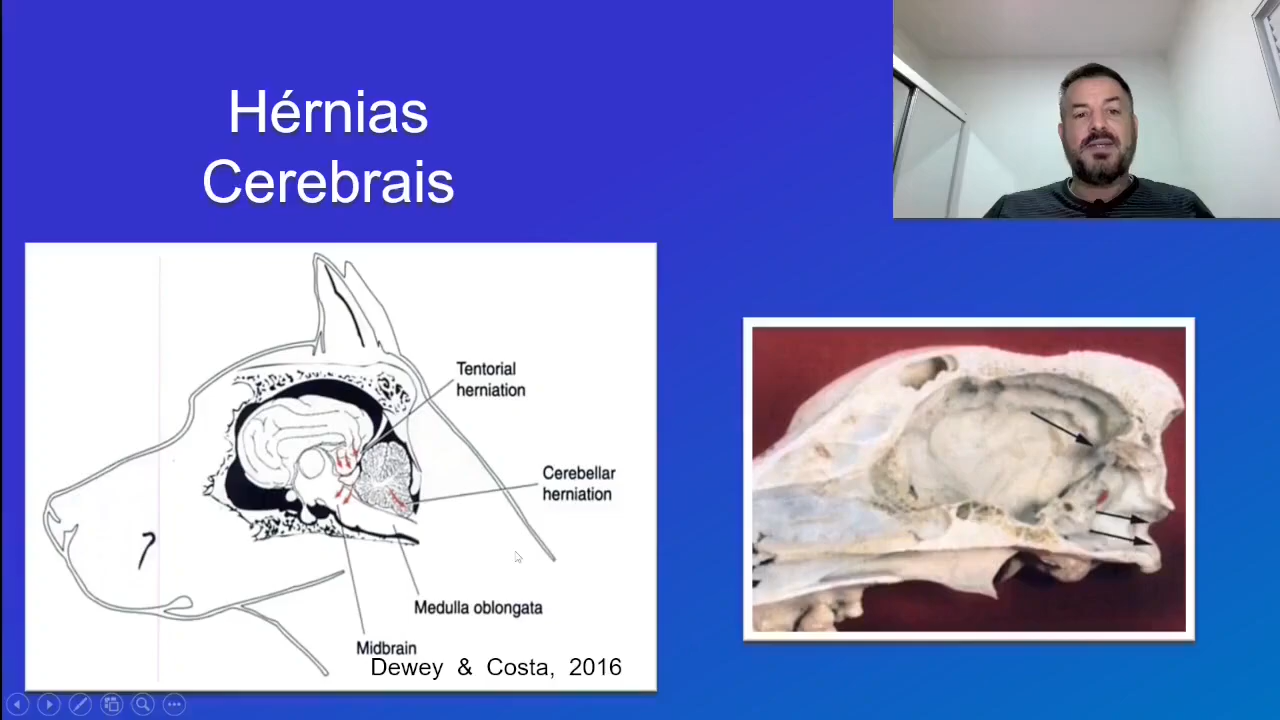 Hérnias
Cerebrais
Tentorial
herniation
Cerebellar
herniation
Medulla oblongata
Midbrain
Dewey & Costa, 2016